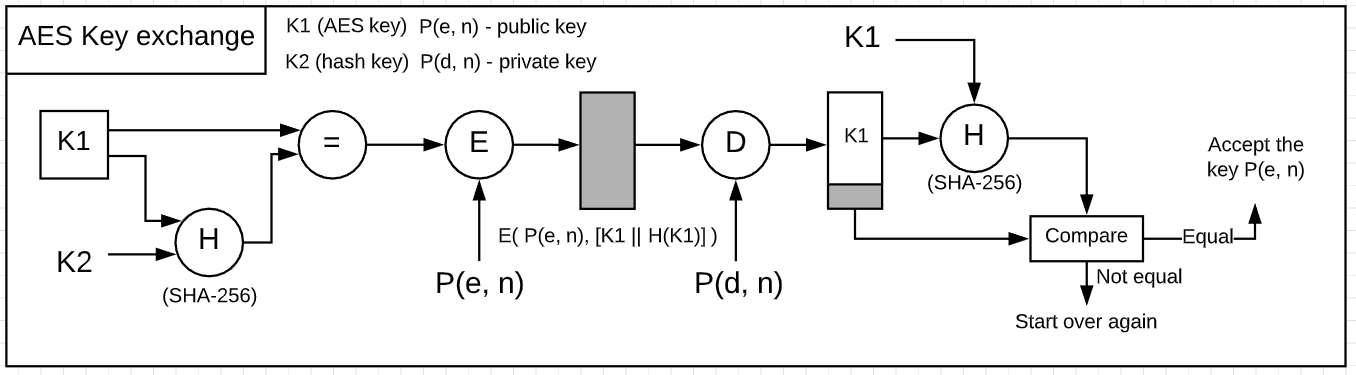 AES Key exchange
K1 (AES key) P(e, n) - public key
K2 (hash key) P(d, n) - private key
K1
K1
=
E
D
K1
H
(SHA-256)
Accept the
key P(e, n)
H
K2
(SHA-256)
E( P(e, n), [K1 || H(K1)] )
P(e, n)
P(d, n)
Compare
Equal
Not equal
Start over again